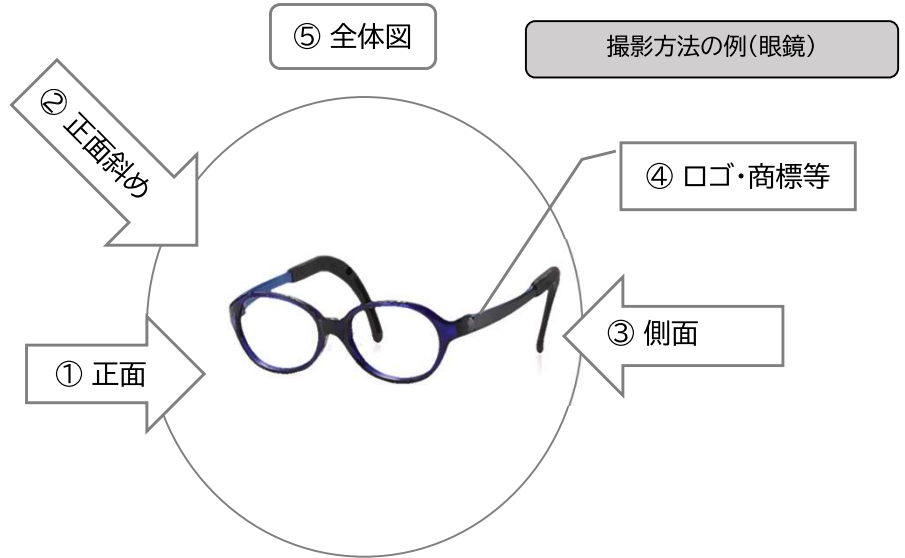 ⑤ 全体図
撮影方法の例(眼鏡)
② 正面斜め
④ ロゴ・商標等
③ 側面
① 正面